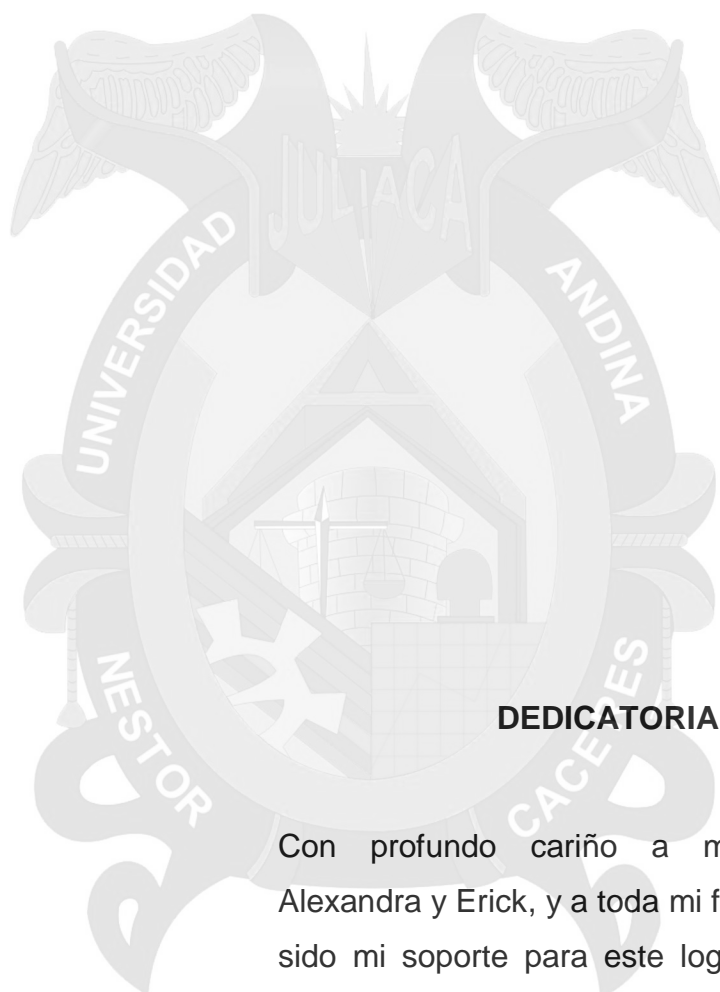 JULIACA
UNIVERSIDAD
ANDINA
NESTOR
CACERES
DEDICATORIA
Con profundo cariño a
Alexandra y Erick, y a toda mi
sido mi soporte para este